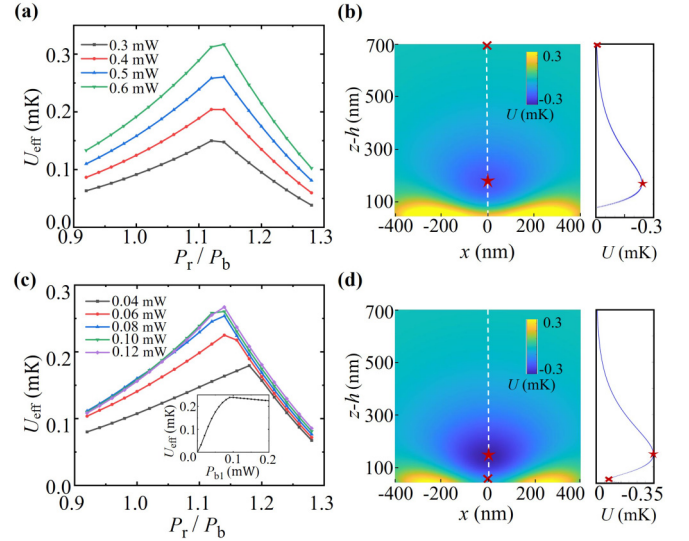 (a)
0.3 mW
0.4 mW
0.5 mW
0.6 mW
U_eff (mK)
0.3
0.2
0.1
0.0
0.9
1.0
1.1
1.2
1.3
P_r / P_b
(b)
700
500
300
100
z-h (nm)
0.3
-0.3
U (mK)
-400
-200
0
200
400
x (nm)
0
-0.3
U (mK)
(c)
0.04 mW
0.06 mW
0.08 mW
0.10 mW
0.12 mW
U_eff (mK)
0.3
0.2
0.1
0.0
0.9
1.0
1.1
1.2
1.3
P_r / P_b
U_eff (mK)
0.2
0.1
0.0
0.0
0.1
0.2
P_b1 (mW)
(d)
700
500
300
100
z-h (nm)
0.3
-0.3
U (mK)
-400
-200
0
200
400
x (nm)
0
-0.35
U (mK)